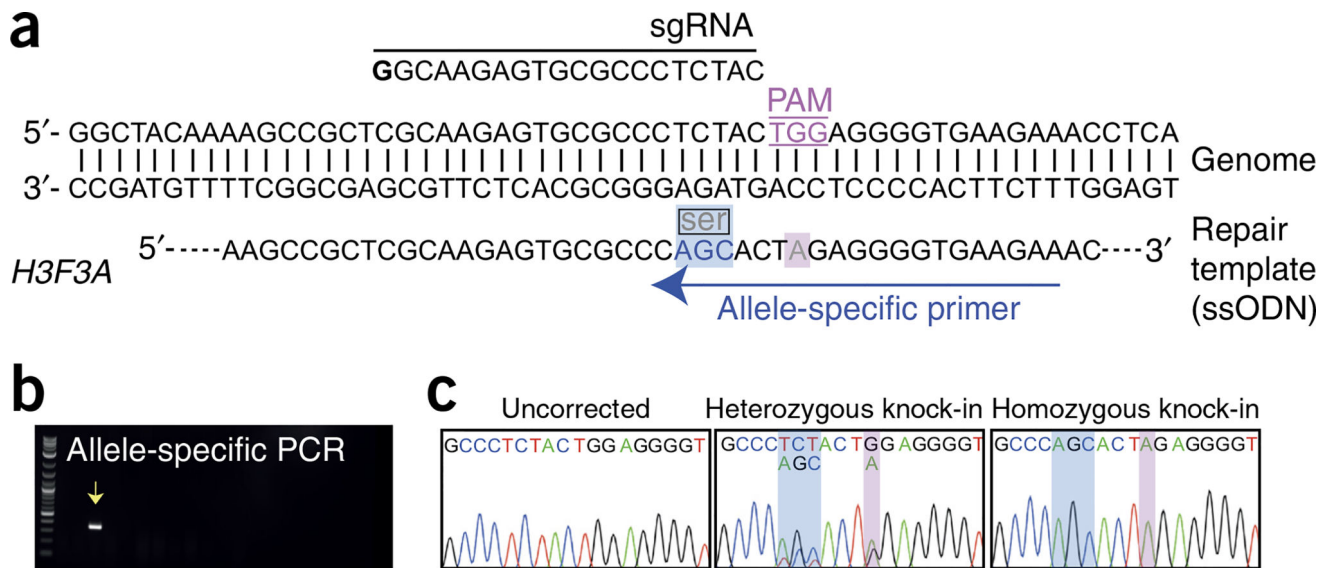 a
sgRNA
GGCAAGAGTGCGCCCTCTAC
PAM
5′- GGCTACAAAAGCCGCTCGCAAGAGTGCGCCCTCTACTGGAGGGGTGAAGAAACCTCA
Genome
3′- CCGATGTTTTCGGCGAGCGTTCTCACGCGGGAGATGACCTCCCCACTTCTTTGGAGT
ser
5′-----AAGCCGCTCGCAAGAGTGCGCCCAGCACTAGAGGGGTGAAGAAAC----3′
Repair
template
(ssODN)
H3F3A
Allele-specific primer
b
Allele-specific PCR
c
Uncorrected
GCCCTCTACTGGAGGGGT
Heterozygous knock-in
GCCCTCTACTGGAGGGGT
AGC A
Homozygous knock-in
GCCCAGCACTAGAGGGGT